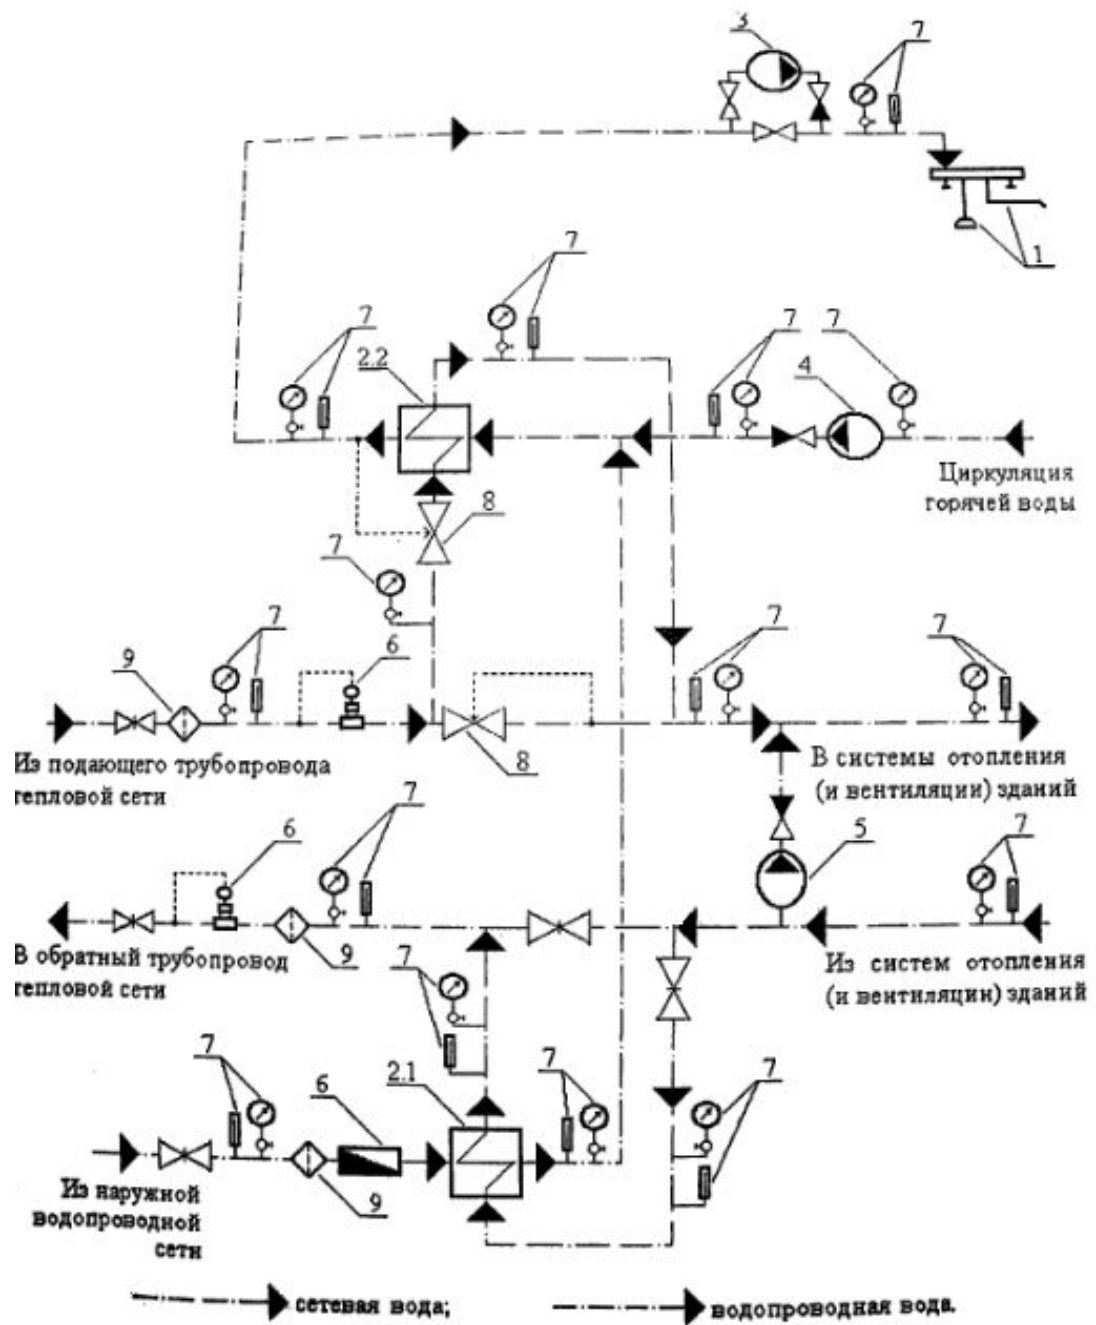 3
7
1
7
7
2.2
7
7
4
Циркуляция
горячей воды
8
7
7
9
6
7
7
8
Из подающего трубопровода
тепловой сети
В системы отопления
(и вентиляции) зданий
7
6
5
7
В обратный трубопровод
тепловой сети
9
7
Из систем отопления
(и вентиляции) зданий
7
6
2.1
7
7
9
Из наружной
водопроводной
сети
сетевая вода;
водопроводная вода.